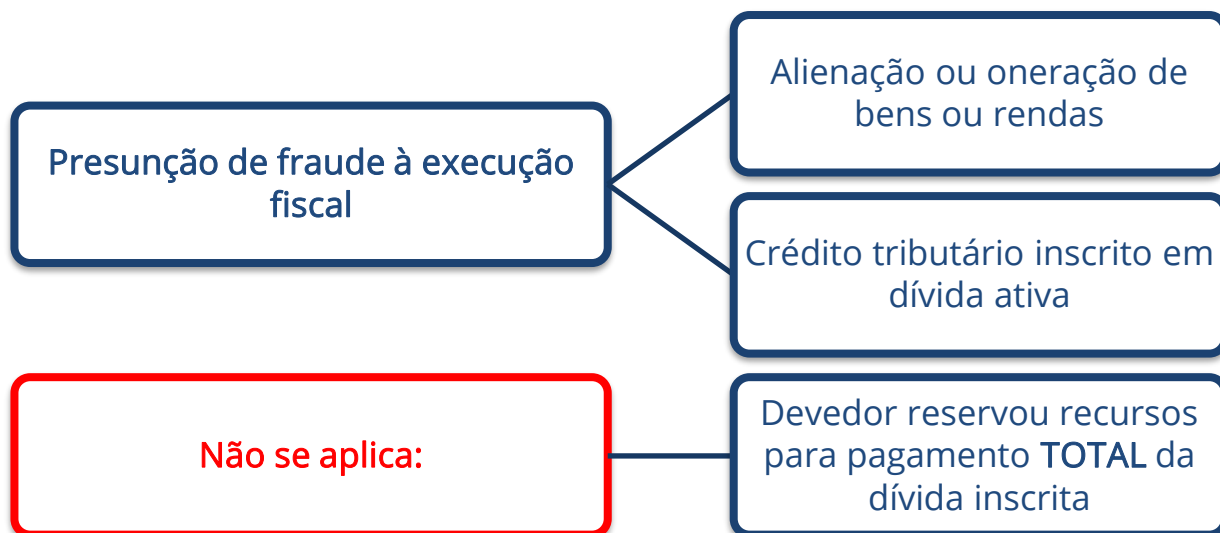 Presunção de fraude à execução
fiscal
Alienação ou oneração de
bens ou rendas
Crédito tributário inscrito em
dívida ativa
Não se aplica:
Devedor reservou recursos
para pagamento TOTAL da
dívida inscrita